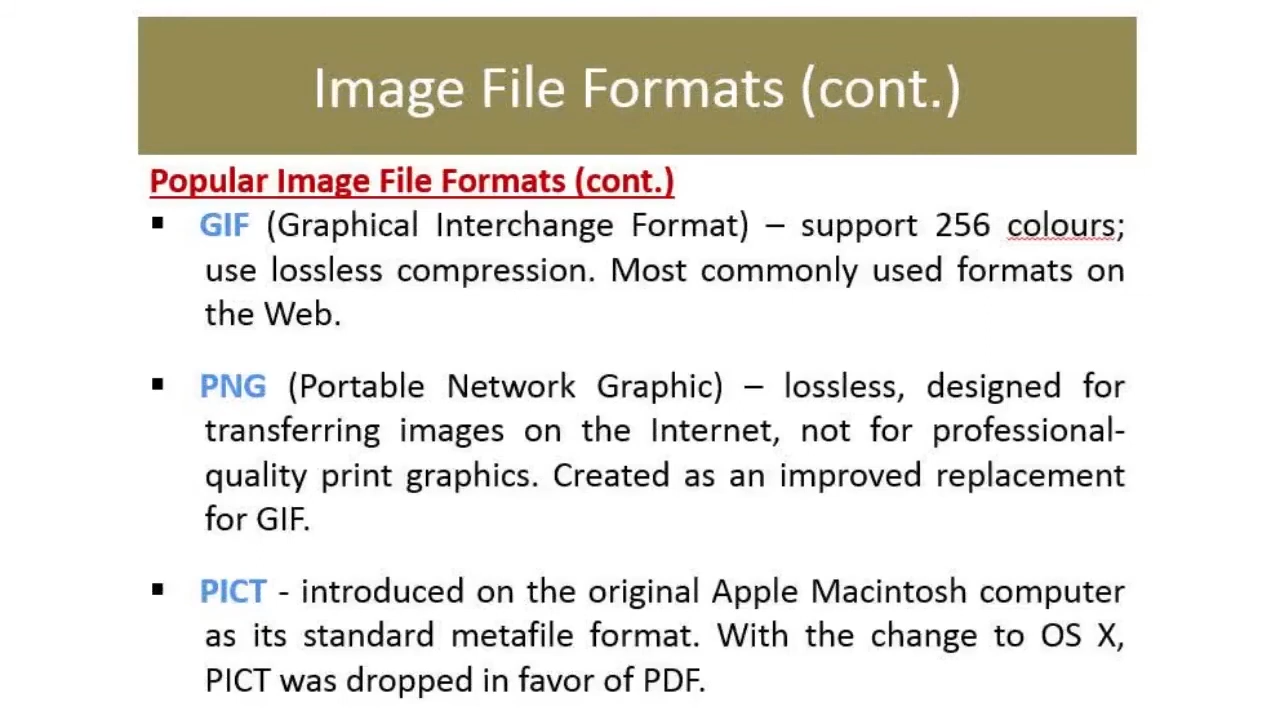 Image File Formats (cont.)
Popular Image File Formats (cont.)
▪ GIF (Graphical Interchange Format) – support 256 colours;
use lossless compression. Most commonly used formats on
the Web.
▪ PNG (Portable Network Graphic) – lossless, designed for
transferring images on the Internet, not for professional-
quality print graphics. Created as an improved replacement
for GIF.
▪ PICT - introduced on the original Apple Macintosh computer
as its standard metafile format. With the change to OS X,
PICT was dropped in favor of PDF.